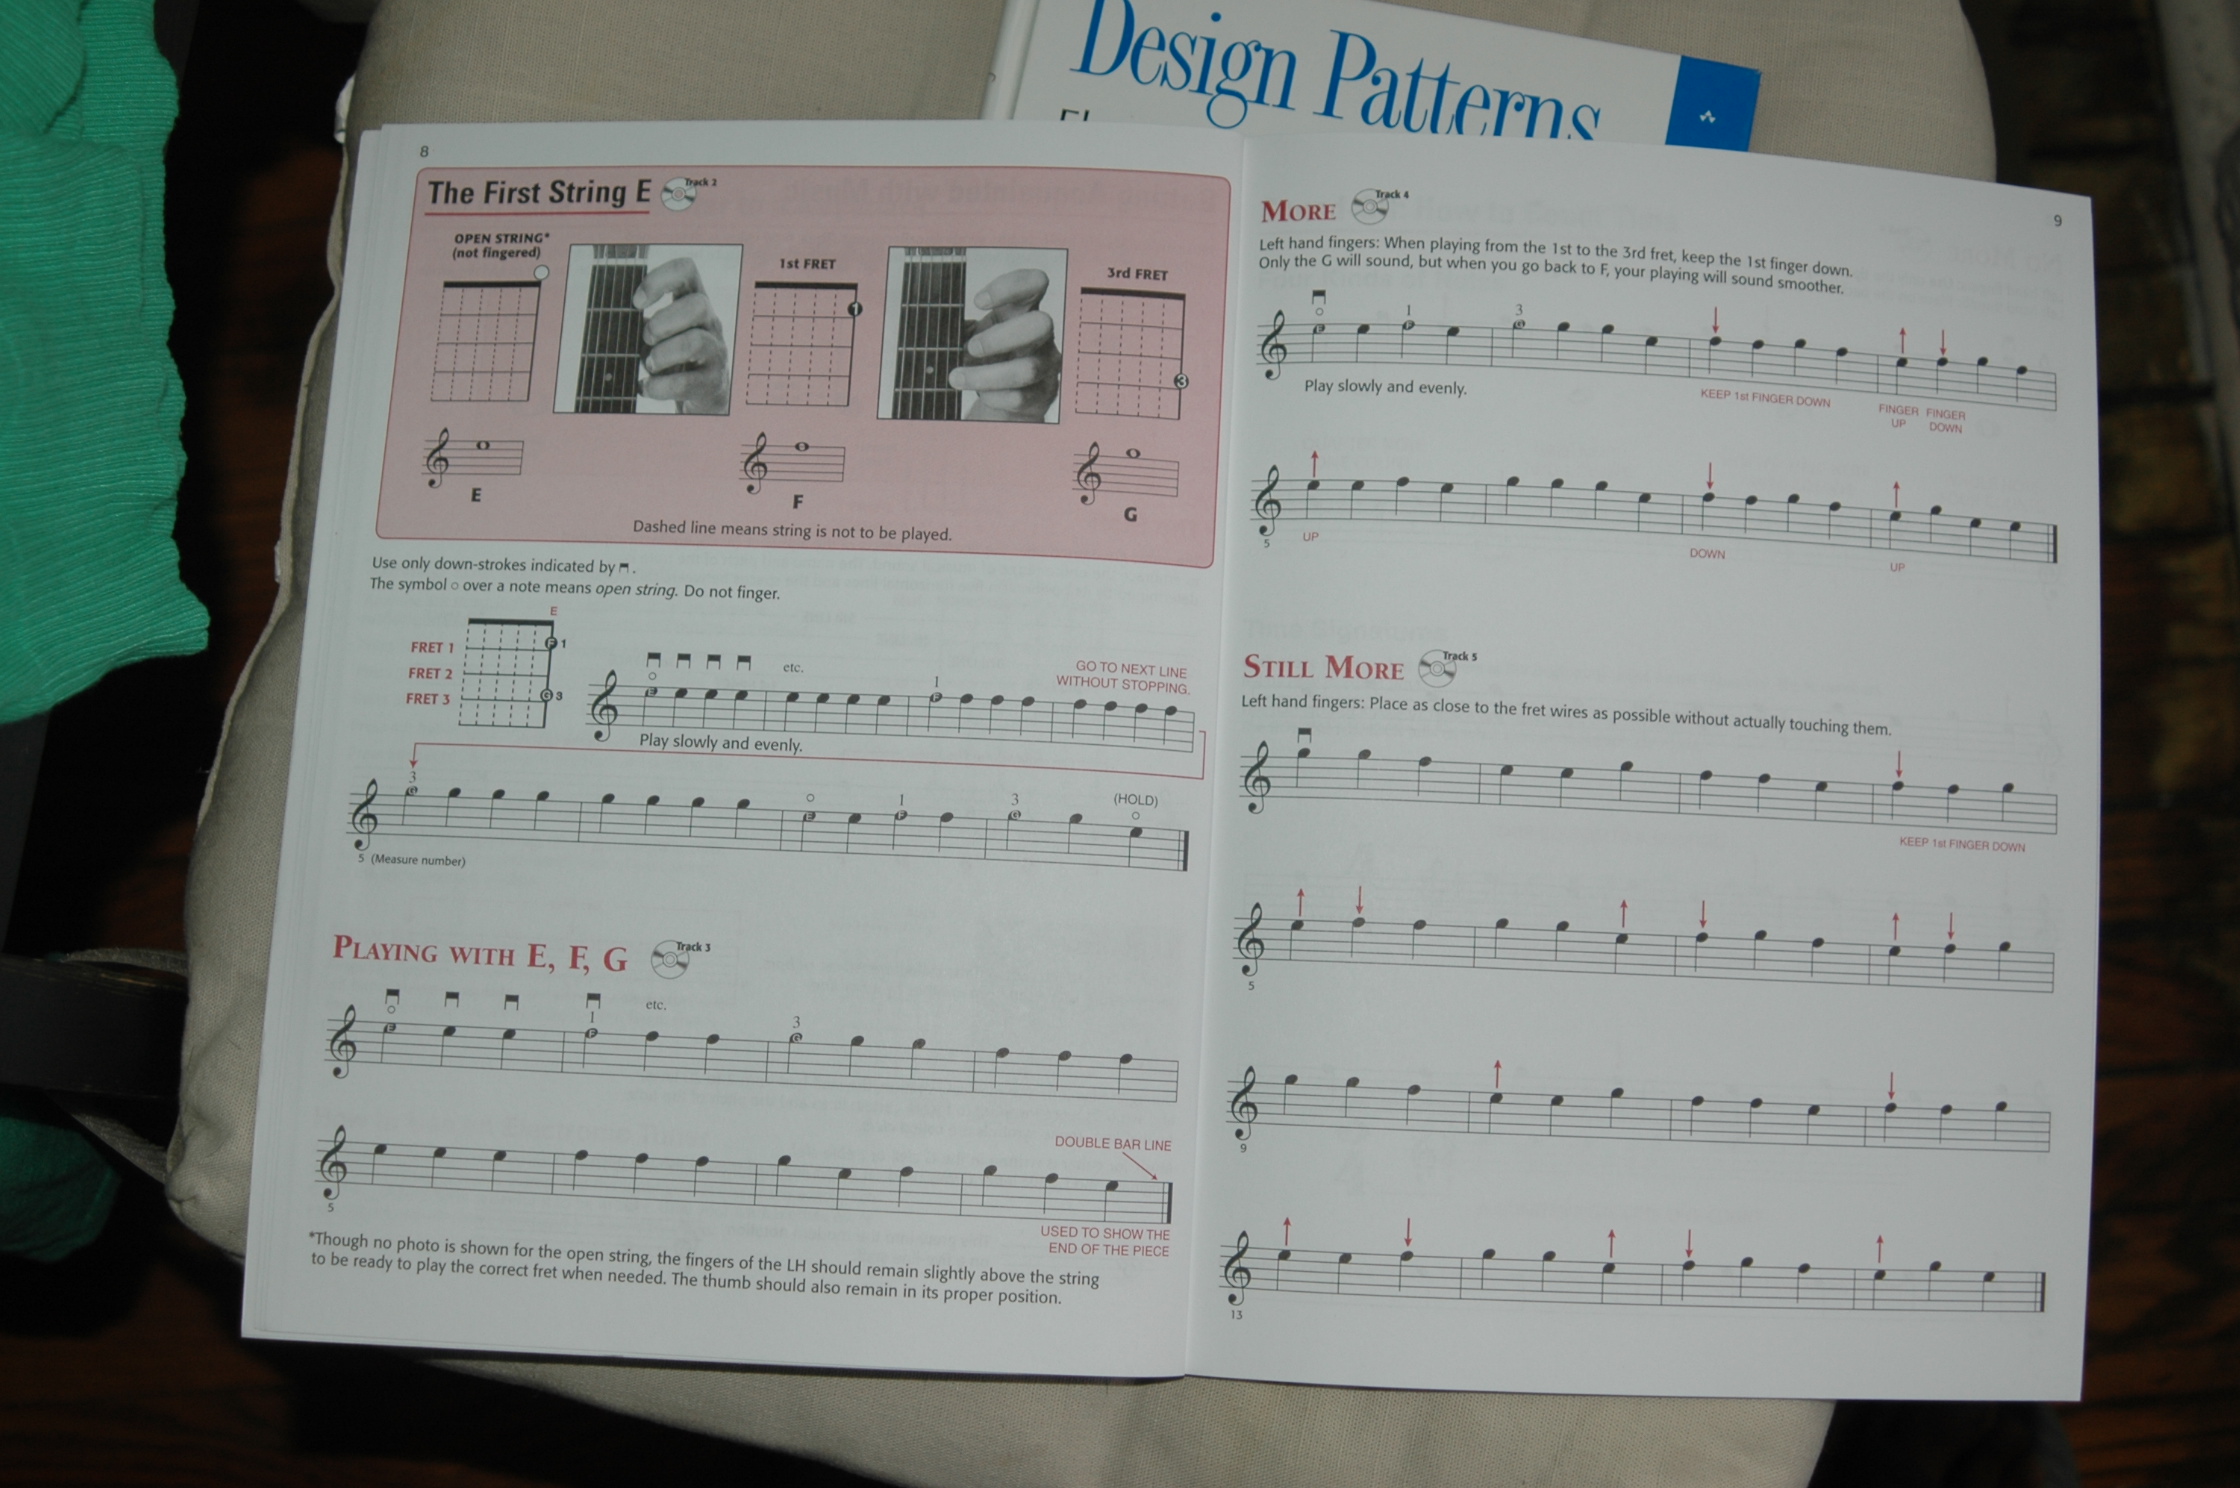 Design Patterns
8
The First String E
Track 2
OPEN STRING*
(not fingered)
1st FRET
3rd FRET
1
3
E
F
G
Dashed line means string is not to be played.
Use only down-strokes indicated by
The symbol ○ over a note means open string. Do not finger.
E
FRET 1
F 1
FRET 2
FRET 3
G 3
etc.
GO TO NEXT LINE
WITHOUT STOPPING.
1
E
F
Play slowly and evenly.
3
1
3
(HOLD)
G
E
F
G
5 (Measure number)
PLAYING WITH E, F, G
Track 3
1
etc.
3
E
F
G
DOUBLE BAR LINE
5
USED TO SHOW THE
END OF THE PIECE
*Though no photo is shown for the open string, the fingers of the LH should remain slightly above the string
to be ready to play the correct fret when needed. The thumb should also remain in its proper position.
9
MORE
Track 4
Left hand fingers: When playing from the 1st to the 3rd fret, keep the 1st finger down.
Only the G will sound, but when you go back to F, your playing will sound smoother.
1
3
E
F
G
Play slowly and evenly.
KEEP 1st FINGER DOWN
FINGER UP
FINGER DOWN
5
UP
DOWN
UP
STILL MORE
Track 5
Left hand fingers: Place as close to the fret wires as possible without actually touching them.
KEEP 1st FINGER DOWN
5
9
13